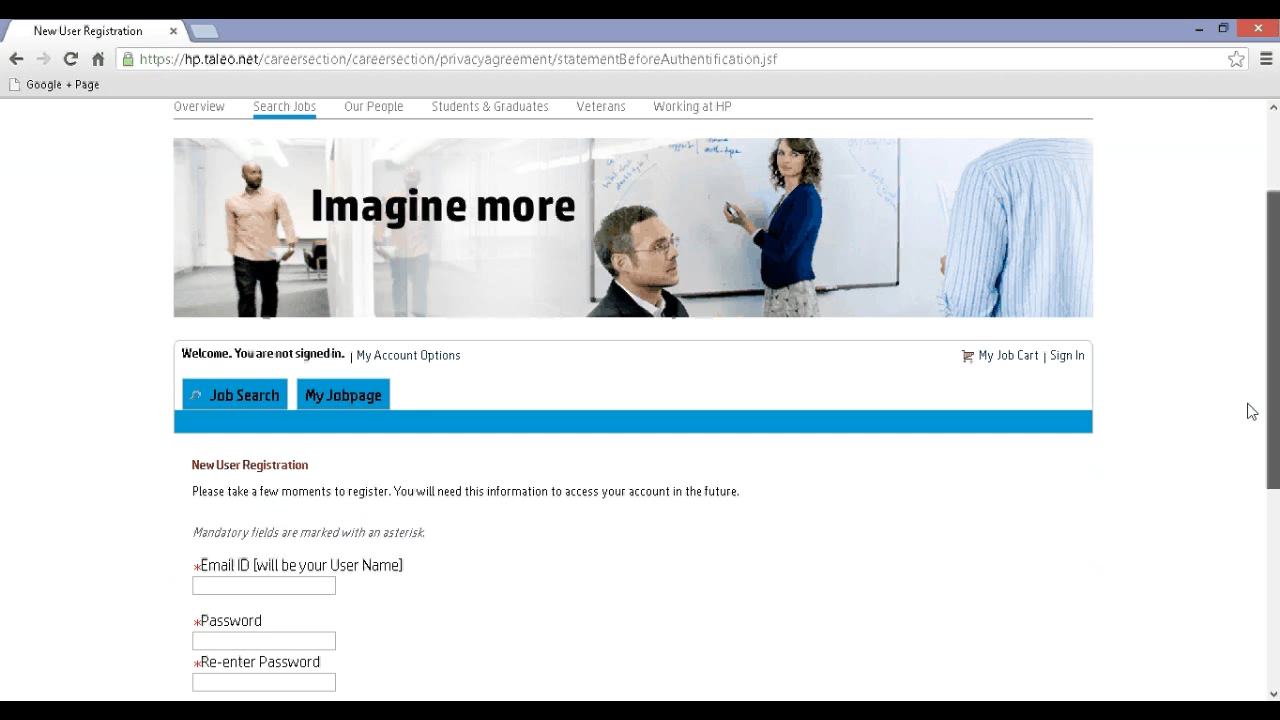 New User Registration
https://hp.taleo.net/careersection/careersection/privacyagreement/statementBeforeAuthentification.jsf
Google + Page
Overview Search Jobs Our People Students & Graduates Veterans Working at HP
Imagine more
Welcome. You are not signed in. | My Account Options My Job Cart | Sign In
Job Search My Jobpage
New User Registration
Please take a few moments to register. You will need this information to access your account in the future.
Mandatory fields are marked with an asterisk.
*Email ID [will be your User Name]
*Password
*Re-enter Password